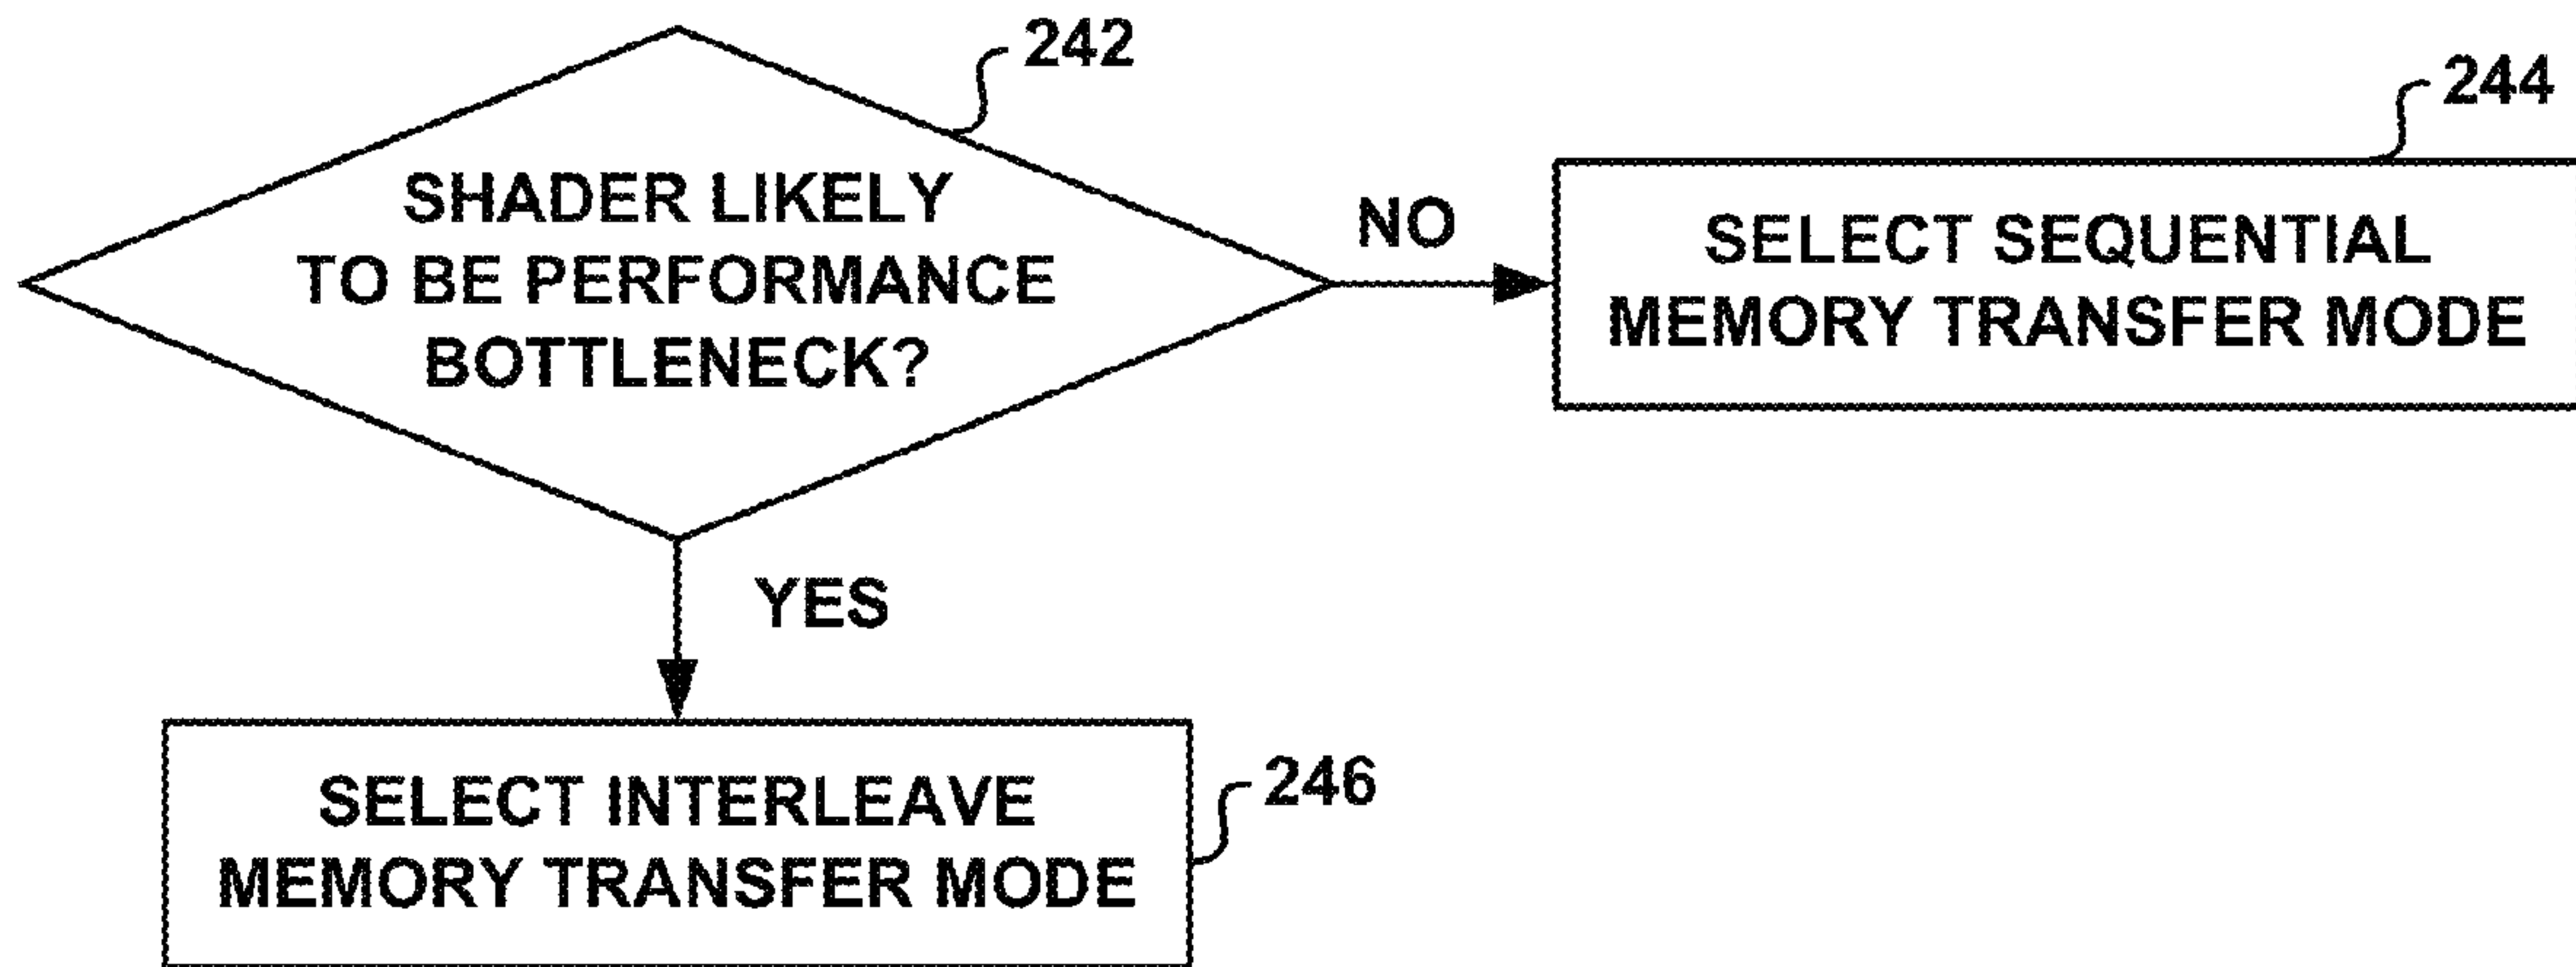 242
SHADER LIKELY
TO BE PERFORMANCE
BOTTLENECK?
NO
244
SELECT SEQUENTIAL
MEMORY TRANSFER MODE
YES
SELECT INTERLEAVE
MEMORY TRANSFER MODE
246